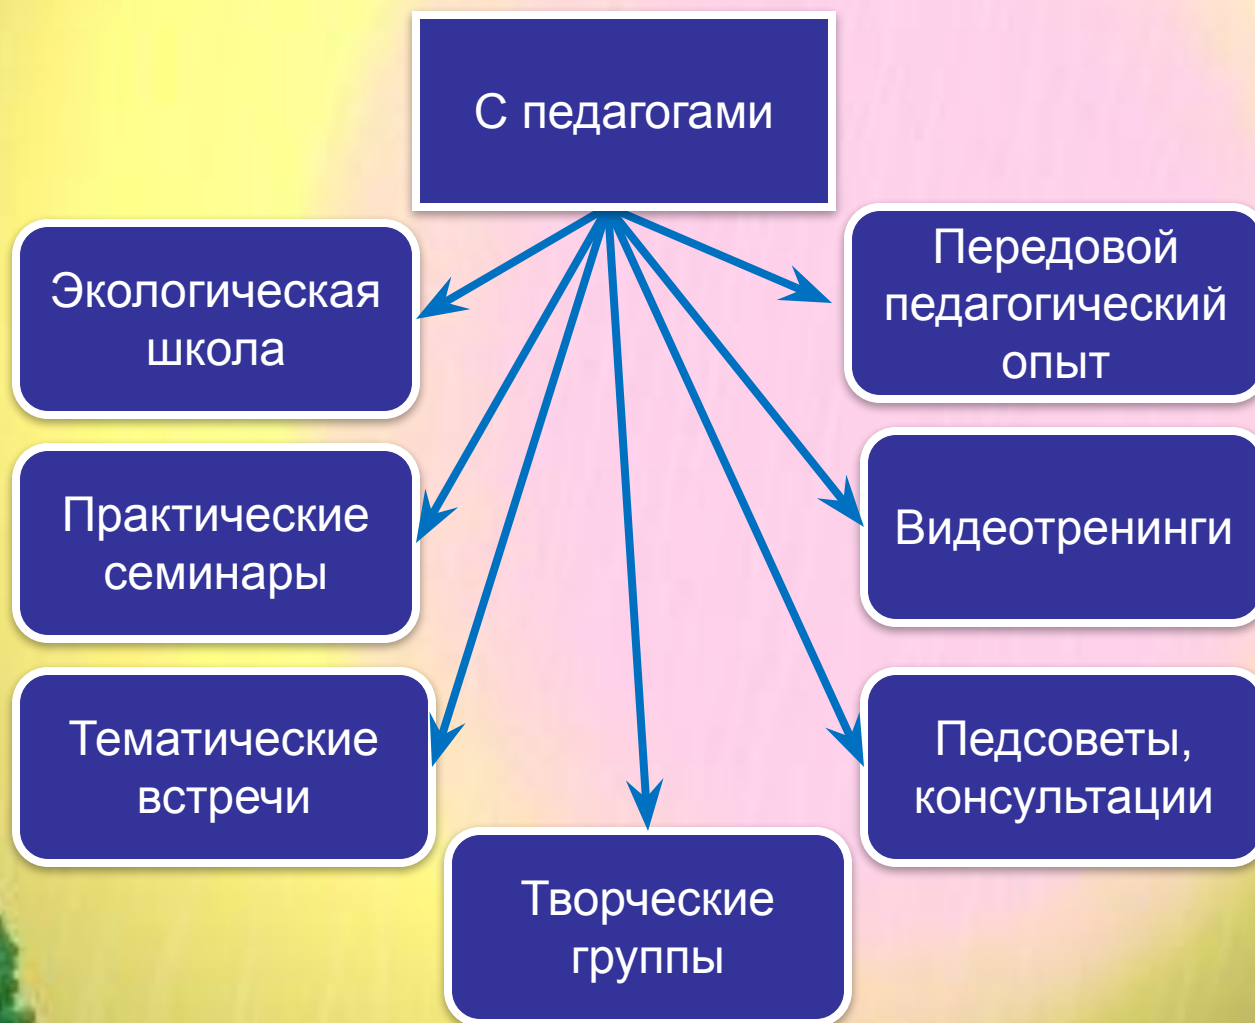 С педагогами
Экологическая
школа
Передовой
педагогический
опыт
Практические
семинары
Видеотренинги
Тематические
встречи
Педсоветы,
консультации
Творческие
группы